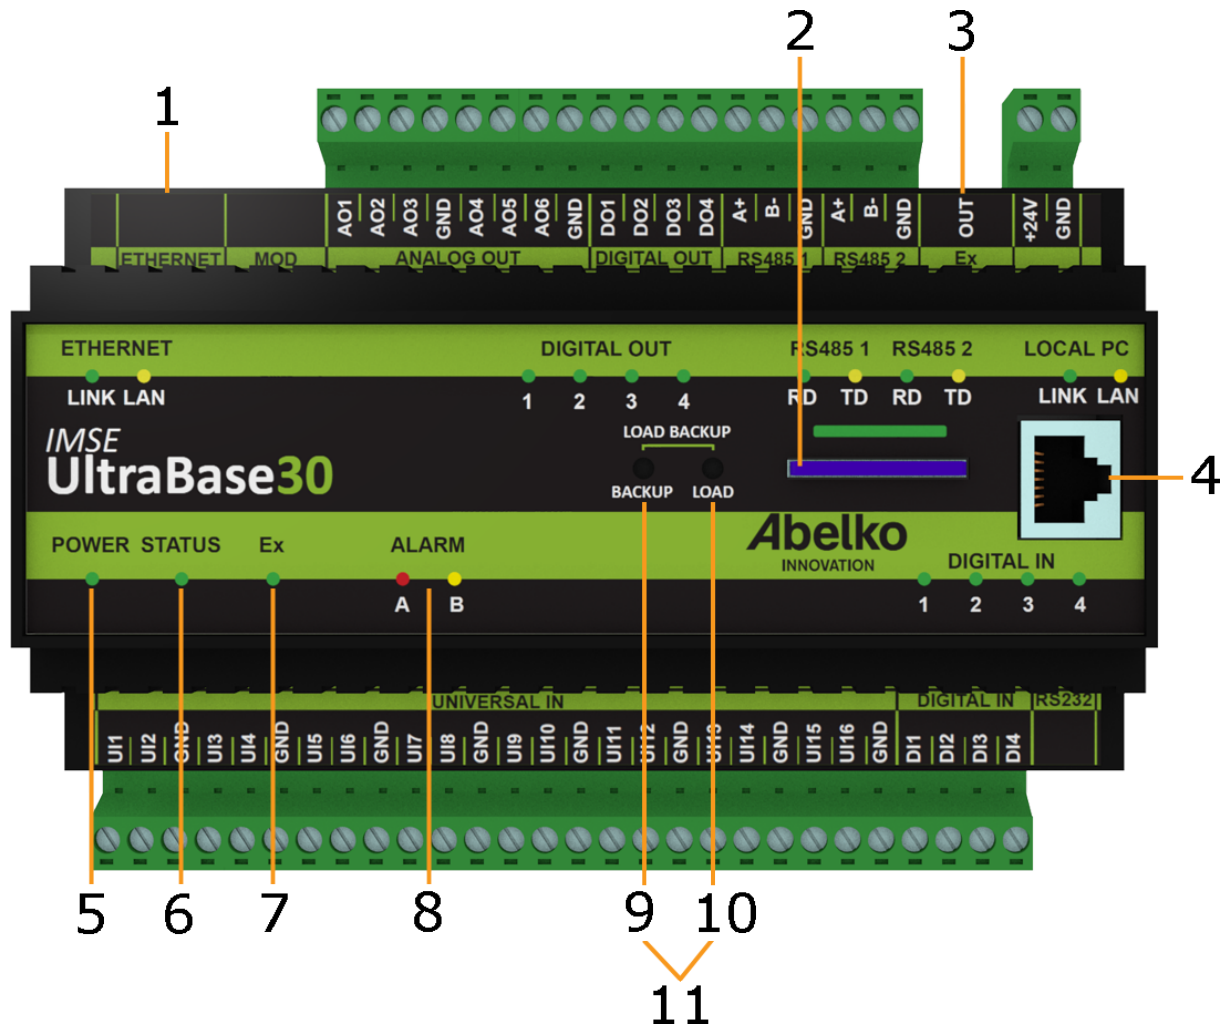 2 3
1
AO1 AO2 AO3 GND AO4 AO5 AO6 GND DO1 DO2 DO3 DO4 A+ B- GND A+ B- GND OUT +24V GND
ETHERNET MOD ANALOG OUT DIGITAL OUT RS485 1 RS485 2 Ex
ETHERNET DIGITAL OUT RS485 1 RS485 2 LOCAL PC
LINK LAN 1 2 3 4 RD TD RD TD LINK LAN
LOAD BACKUP
IMSE
UltraBase30
BACKUP LOAD
4
Abelko
INNOVATION
POWER STATUS Ex ALARM
DIGITAL IN
A B 1 2 3 4
UNIVERSAL IN DIGITAL IN RS232
UI1 UI2 GND UI3 UI4 GND UI5 UI6 GND UI7 UI8 GND UI9 UI10 GND UI11 UI12 GND UI13 UI14 GND UI15 UI16 GND DI1 DI2 DI3 DI4
5 6 7 8 9 10
11